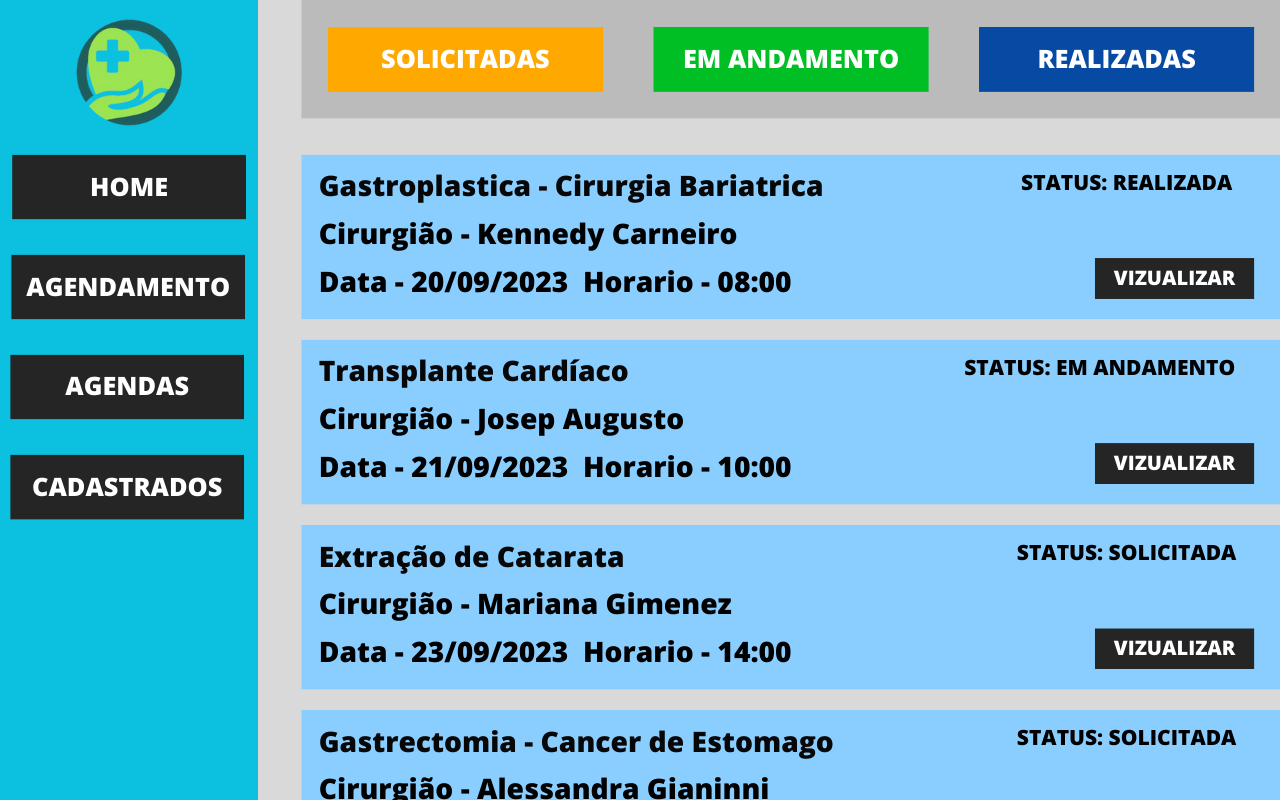 SOLICITADAS
EM ANDAMENTO
REALIZADAS
HOME
AGENDAMENTO
AGENDAS
CADASTRADOS
Gastroplastica - Cirurgia Bariatrica
STATUS: REALIZADA
Cirurgião - Kennedy Carneiro
Data - 20/09/2023 Horario - 08:00
VIZUALIZAR
Transplante Cardíaco
STATUS: EM ANDAMENTO
Cirurgião - Josep Augusto
Data - 21/09/2023 Horario - 10:00
VIZUALIZAR
Extração de Catarata
STATUS: SOLICITADA
Cirurgião - Mariana Gimenez
Data - 23/09/2023 Horario - 14:00
VIZUALIZAR
Gastrectomia - Cancer de Estomago
STATUS: SOLICITADA
Cirurgião - Alessandra Gianinni